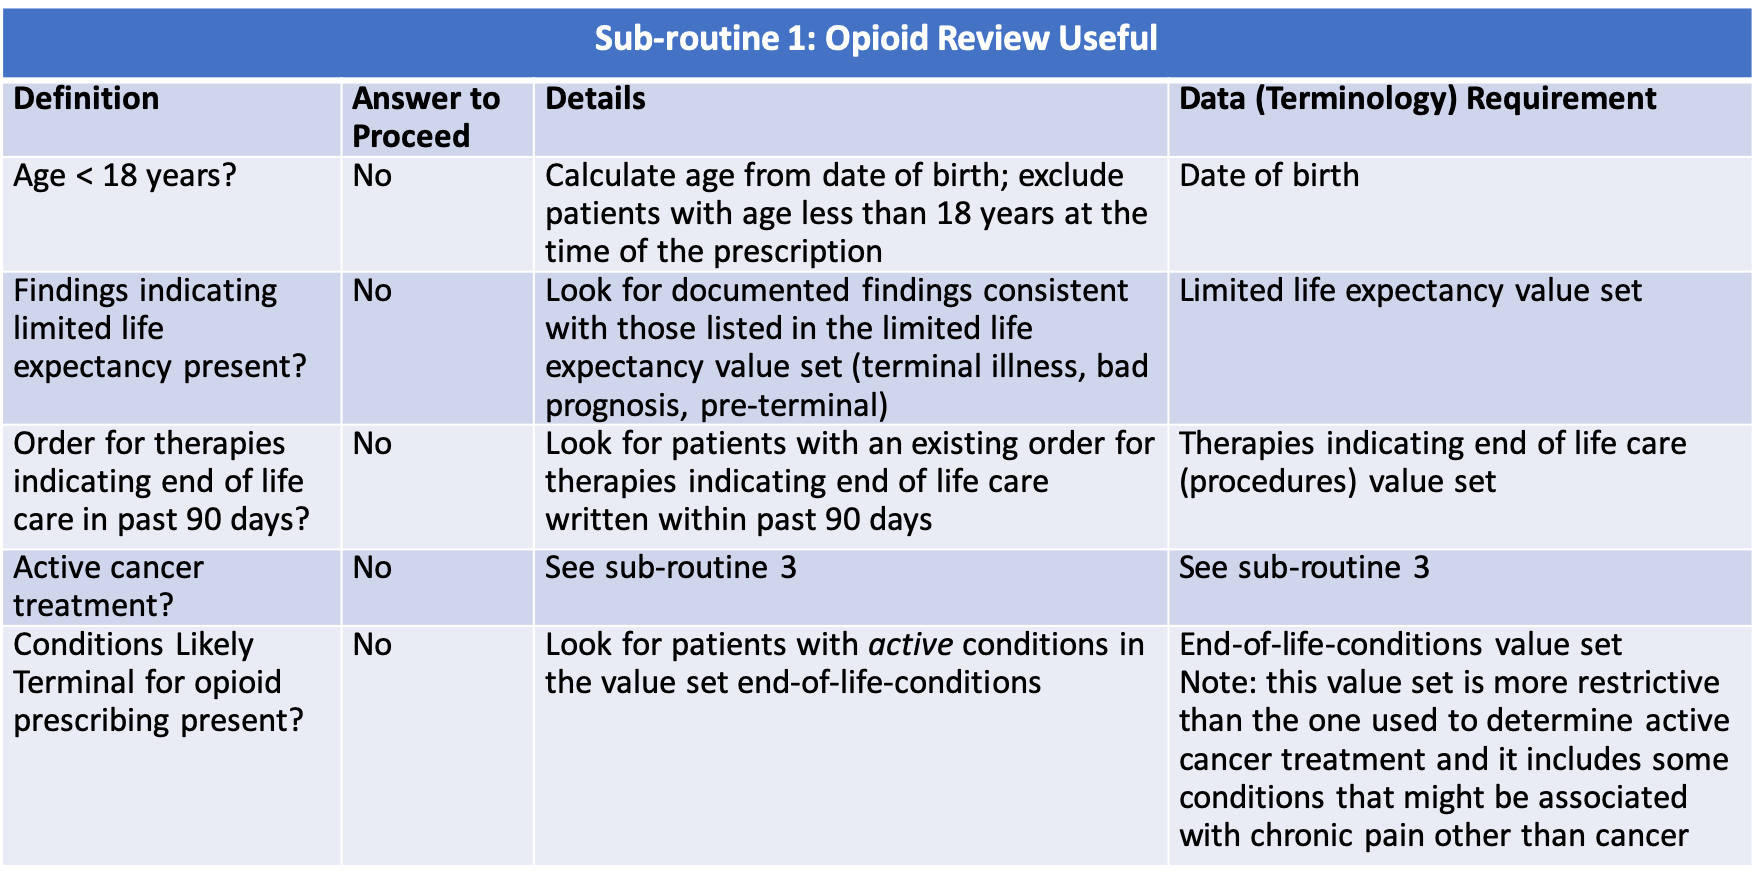 Sub-routine 1: Opioid Review Useful
Definition
Answer to
Proceed
Details
Data (Terminology) Requirement
Age < 18 years?
No
Calculate age from date of birth; exclude
patients with age less than 18 years at the
time of the prescription
Date of birth
Findings indicating
limited life
expectancy present?
No
Look for documented findings consistent
with those listed in the limited life
expectancy value set (terminal illness, bad
prognosis, pre-terminal)
Limited life expectancy value set
Order for therapies
indicating end of life
care in past 90 days?
No
Look for patients with an existing order for
therapies indicating end of life care
written within past 90 days
Therapies indicating end of life care
(procedures) value set
Active cancer
treatment?
No
See sub-routine 3
See sub-routine 3
Conditions Likely
Terminal for opioid
prescribing present?
No
Look for patients with active conditions in
the value set end-of-life-conditions
End-of-life-conditions value set
Note: this value set is more restrictive
than the one used to determine active
cancer treatment and it includes some
conditions that might be associated
with chronic pain other than cancer